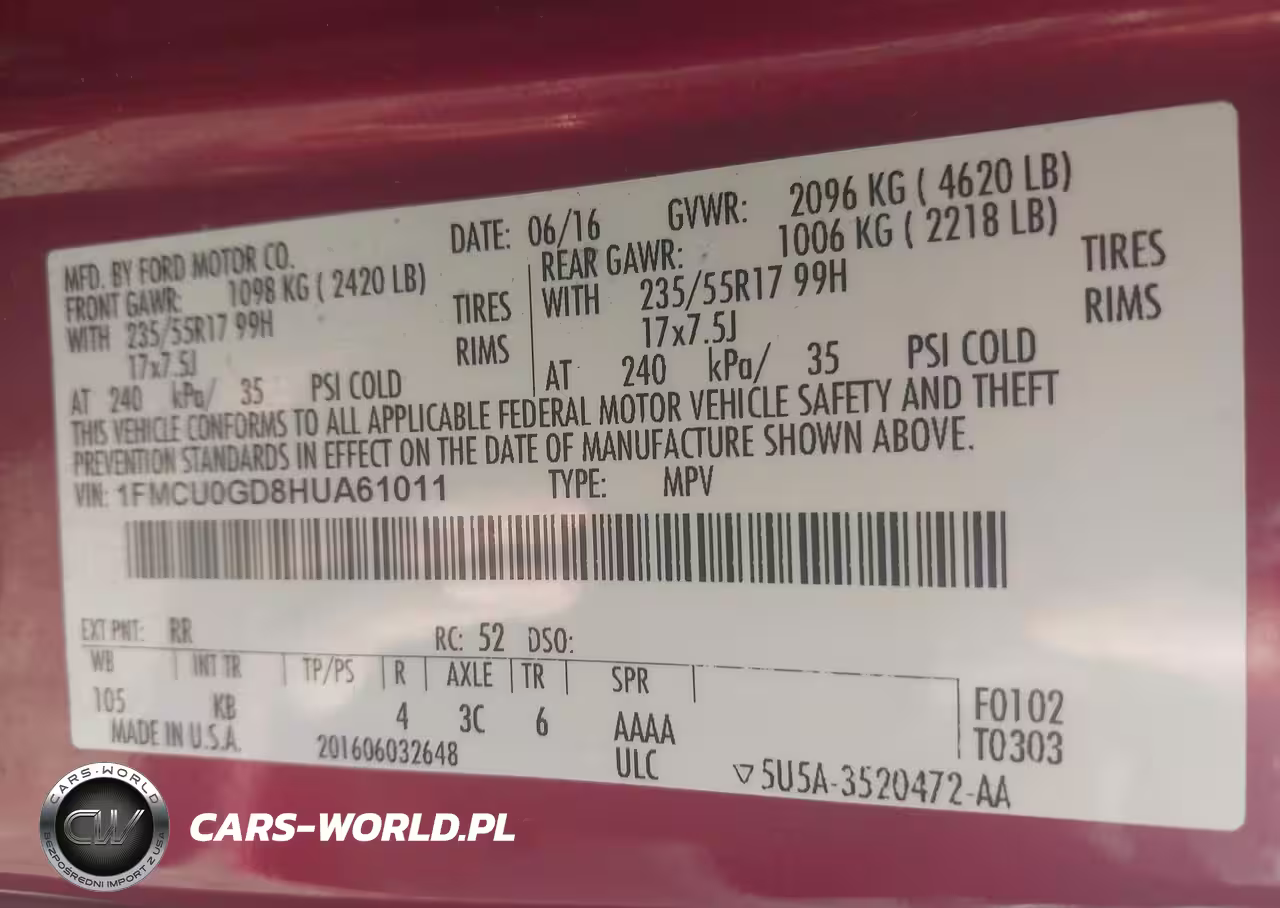 MFD. BY FORD MOTOR CO. DATE: 06/16 GVWR: 2096 KG ( 4620 LB)
FRONT GAWR: 1098 KG ( 2420 LB) REAR GAWR: 1006 KG ( 2218 LB)
WITH 235/55R17 99H TIRES WITH 235/55R17 99H TIRES
17x7.5J RIMS 17x7.5J RIMS
AT 240 kPa/ 35 PSI COLD AT 240 kPa/ 35 PSI COLD
THIS VEHICLE CONFORMS TO ALL APPLICABLE FEDERAL MOTOR VEHICLE SAFETY AND THEFT
PREVENTION STANDARDS IN EFFECT ON THE DATE OF MANUFACTURE SHOWN ABOVE.
VIN: 1FMCU0GD8HUA61011 TYPE: MPV
EXT PNT: RR RC: 52 DSO:
WB INT TR TP/PS R AXLE TR SPR
105 KB 4 3C 6 AAAA F0102
MADE IN U.S.A. 201606032648 ULC T0303
▽5U5A-3520472-AA
CARS-WORLD
CW
BEZPOŚREDNI IMPORT Z USA
CARS-WORLD.PL